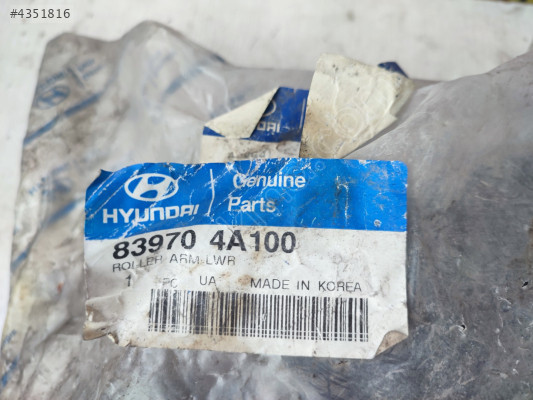 #4351816
HYUNDAI
Genuine
Parts
83970 4A100
ROLLER ARM LWR
1 PC UA MADE IN KOREA